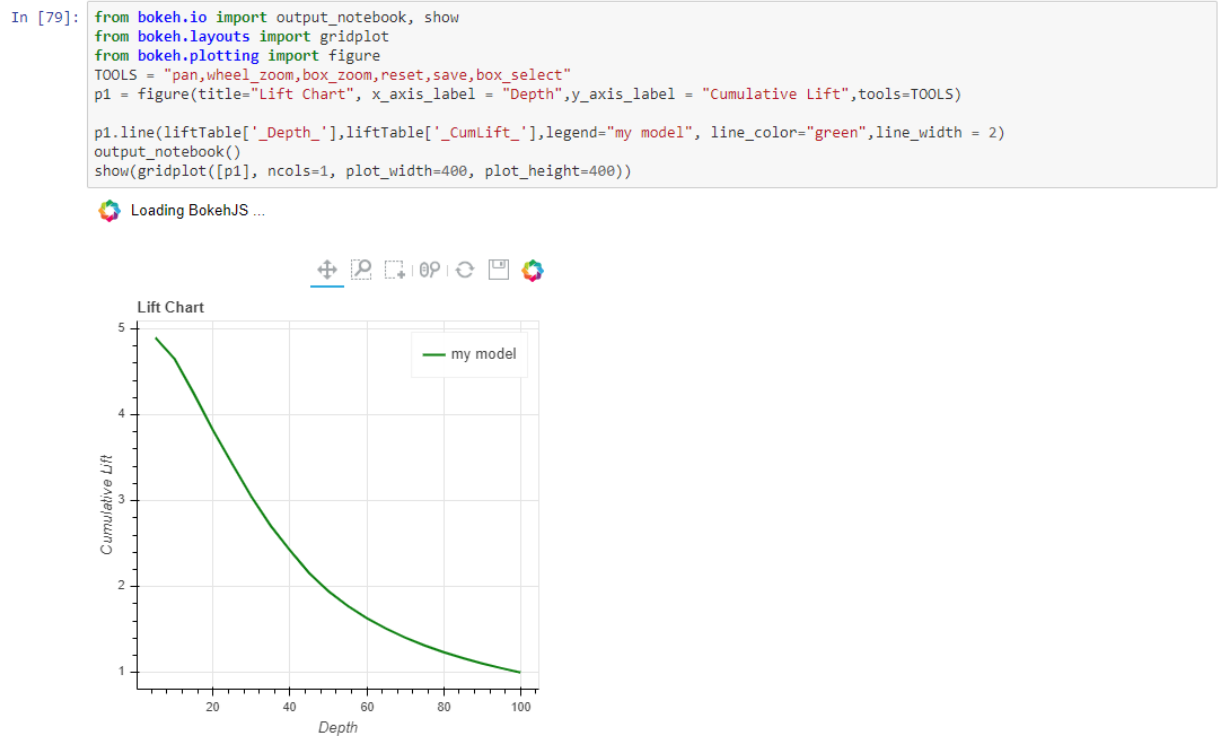 In [79]: from bokeh.io import output_notebook, show
from bokeh.layouts import gridplot
from bokeh.plotting import figure
TOOLS = "pan,wheel_zoom,box_zoom,reset,save,box_select"
p1 = figure(title="Lift Chart", x_axis_label = "Depth",y_axis_label = "Cumulative Lift",tools=TOOLS)
p1.line(liftTable['_Depth_'],liftTable['_CumLift_'],legend="my model", line_color="green",line_width = 2)
output_notebook()
show(gridplot([p1], ncols=1, plot_width=400, plot_height=400))
Loading BokehJS ...
Lift Chart
5
my model
4
Cumulative Lift
3
2
1
20 40 60 80 100
Depth